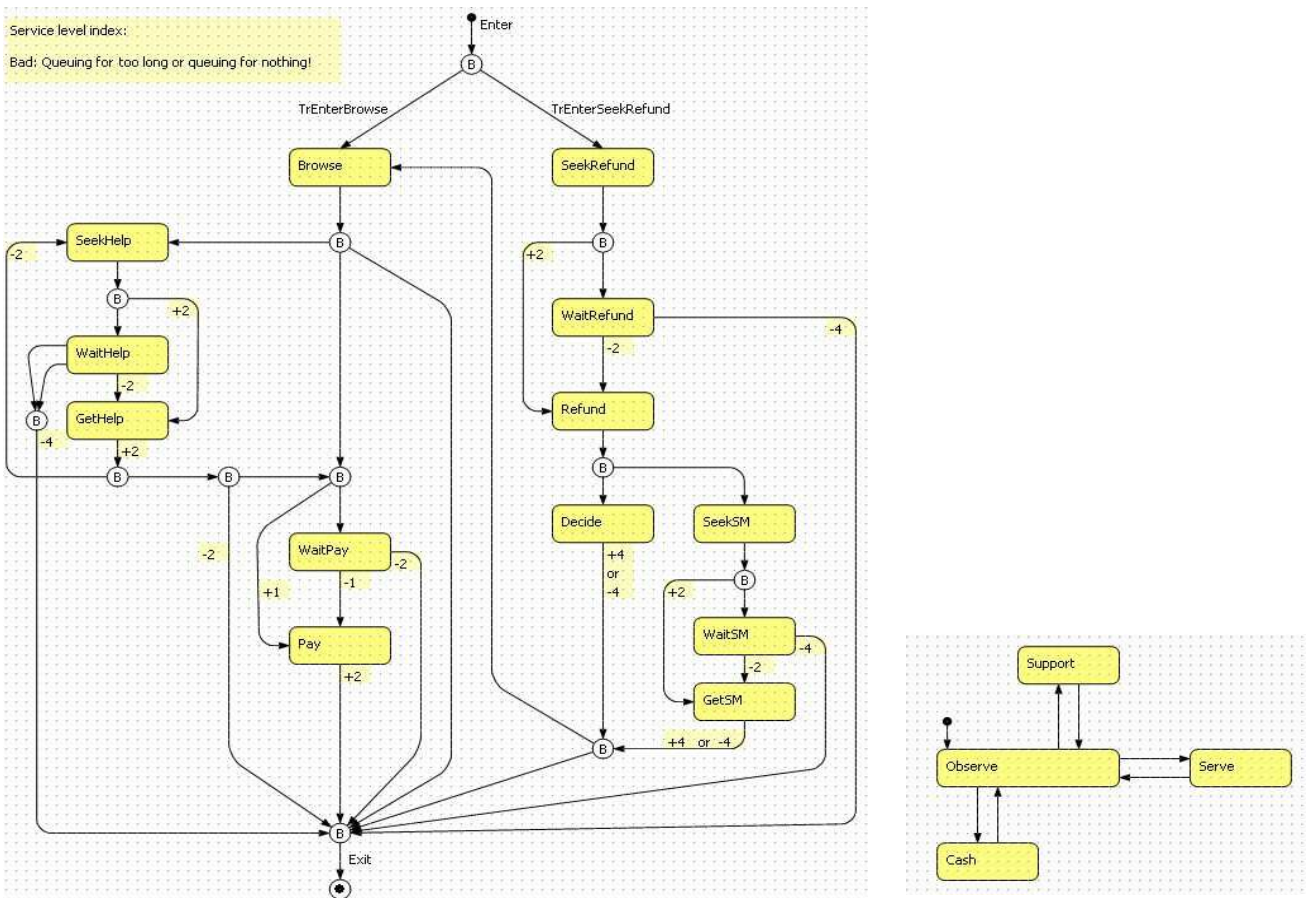 Service level index:
Bad: Queuing for too long or queuing for nothing!
Enter
B
TrEnterBrowse
TrEnterSeekRefund
Browse
SeekRefund
SeekHelp
B
B
-2
+2
B
+2
WaitHelp
WaitRefund
-4
-2
-2
GetHelp
Refund
B
-4
+2
B
B
B
B
Decide
SeekSM
WaitPay
-2
-2
+4
or
-4
B
-1
+1
+2
Pay
WaitSM
-4
+2
-2
GetSM
+4 or -4
B
B
Exit
Support
Observe
Serve
Cash